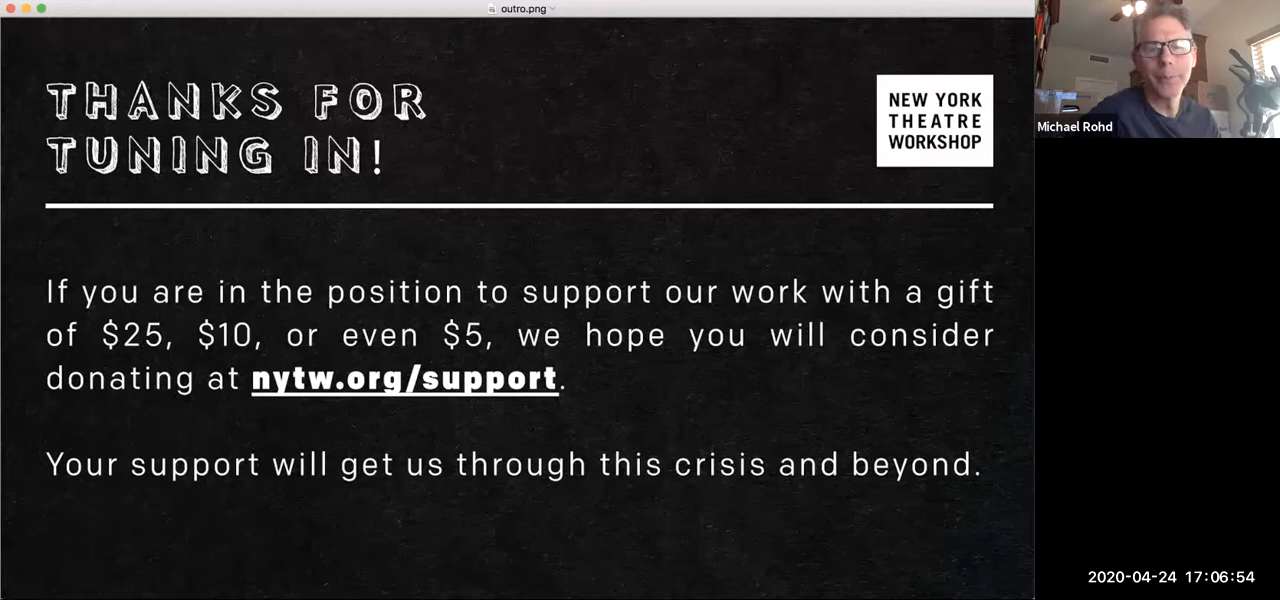 outro.png
THANKS FOR
TUNING IN!
NEW YORK
THEATRE
WORKSHOP
If you are in the position to support our work with a gift
of $25, $10, or even $5, we hope you will consider
donating at nytw.org/support.
Your support will get us through this crisis and beyond.
Michael Rohd
2020-04-24 17:06:54